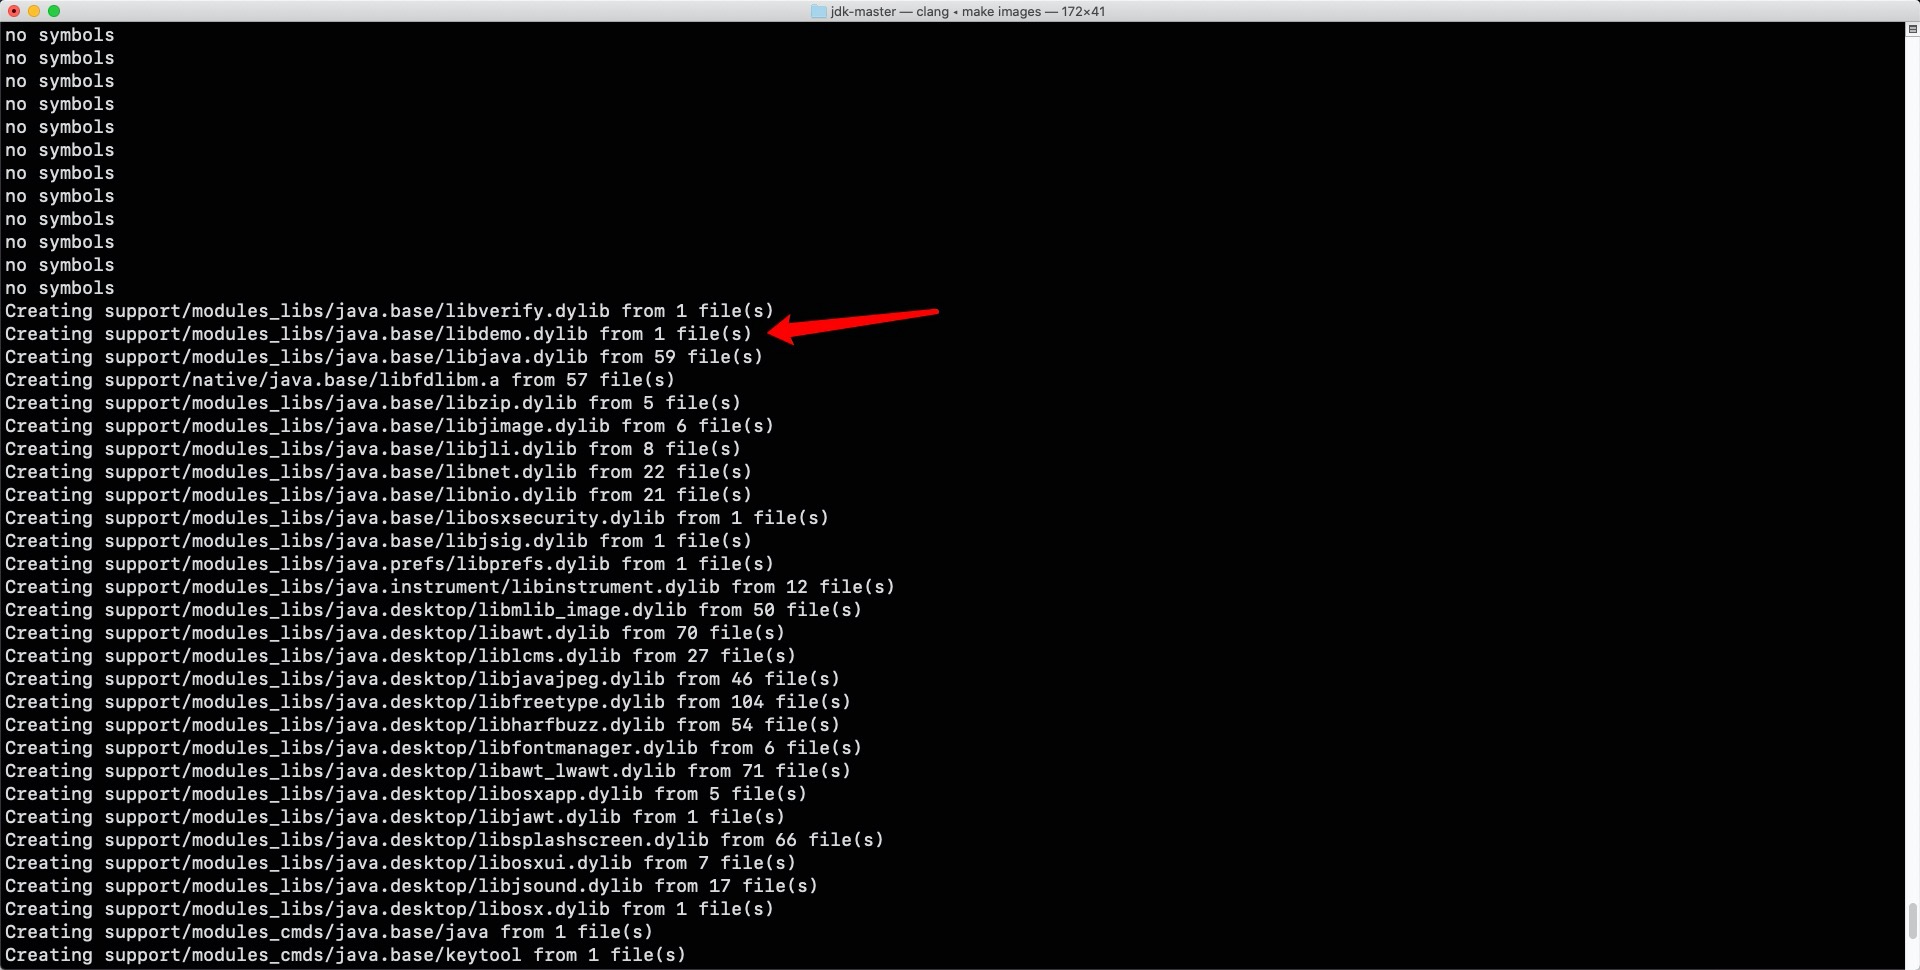 jdk-master — clang ◂ make images — 172×41
no symbols
no symbols
no symbols
no symbols
no symbols
no symbols
no symbols
no symbols
no symbols
no symbols
no symbols
no symbols
Creating support/modules_libs/java.base/libverify.dylib from 1 file(s)
Creating support/modules_libs/java.base/libdemo.dylib from 1 file(s)
Creating support/modules_libs/java.base/libjava.dylib from 59 file(s)
Creating support/native/java.base/libfdlibm.a from 57 file(s)
Creating support/modules_libs/java.base/libzip.dylib from 5 file(s)
Creating support/modules_libs/java.base/libjimage.dylib from 6 file(s)
Creating support/modules_libs/java.base/libjli.dylib from 8 file(s)
Creating support/modules_libs/java.base/libnet.dylib from 22 file(s)
Creating support/modules_libs/java.base/libnio.dylib from 21 file(s)
Creating support/modules_libs/java.base/libosxsecurity.dylib from 1 file(s)
Creating support/modules_libs/java.base/libjsig.dylib from 1 file(s)
Creating support/modules_libs/java.prefs/libprefs.dylib from 1 file(s)
Creating support/modules_libs/java.instrument/libinstrument.dylib from 12 file(s)
Creating support/modules_libs/java.desktop/libmlib_image.dylib from 50 file(s)
Creating support/modules_libs/java.desktop/libawt.dylib from 70 file(s)
Creating support/modules_libs/java.desktop/liblcms.dylib from 27 file(s)
Creating support/modules_libs/java.desktop/libjavajpeg.dylib from 46 file(s)
Creating support/modules_libs/java.desktop/libfreetype.dylib from 104 file(s)
Creating support/modules_libs/java.desktop/libharfbuzz.dylib from 54 file(s)
Creating support/modules_libs/java.desktop/libfontmanager.dylib from 6 file(s)
Creating support/modules_libs/java.desktop/libawt_lwawt.dylib from 71 file(s)
Creating support/modules_libs/java.desktop/libosxapp.dylib from 5 file(s)
Creating support/modules_libs/java.desktop/libjawt.dylib from 1 file(s)
Creating support/modules_libs/java.desktop/libsplashscreen.dylib from 66 file(s)
Creating support/modules_libs/java.desktop/libosxui.dylib from 7 file(s)
Creating support/modules_libs/java.desktop/libjsound.dylib from 17 file(s)
Creating support/modules_libs/java.desktop/libosx.dylib from 1 file(s)
Creating support/modules_cmds/java.base/java from 1 file(s)
Creating support/modules_cmds/java.base/keytool from 1 file(s)